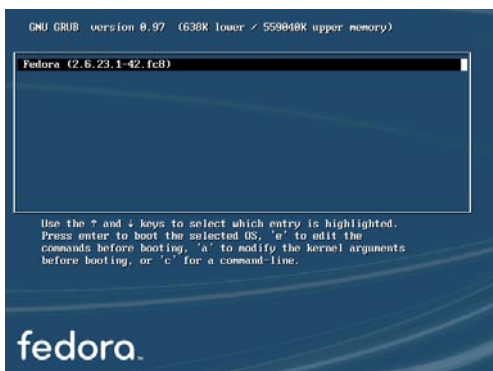 GNU GRUB version 0.97 (638K lower / 559040K upper memory)
Fedora (2.6.23.1-42.fc8)
Use the ↑ and ↓ keys to select which entry is highlighted.
Press enter to boot the selected OS, 'e' to edit the
commands before booting, 'a' to modify the kernel arguments
before booting, or 'c' for a command-line.
fedora™